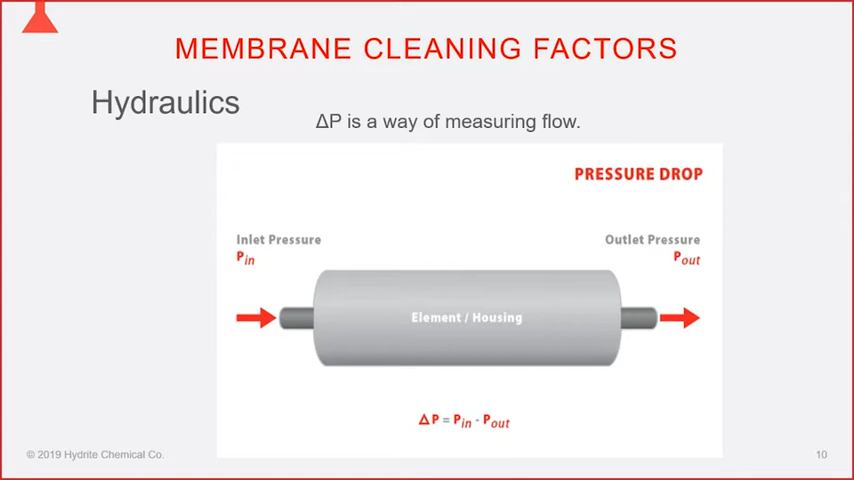 MEMBRANE CLEANING FACTORS
Hydraulics
ΔP is a way of measuring flow.
PRESSURE DROP
Inlet Pressure
Pin
Outlet Pressure
Pout
Element / Housing
ΔP = Pin - Pout
© 2019 Hydrite Chemical Co.
10